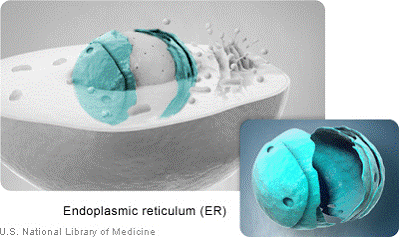 Endoplasmic reticulum (ER)
U.S. National Library of Medicine